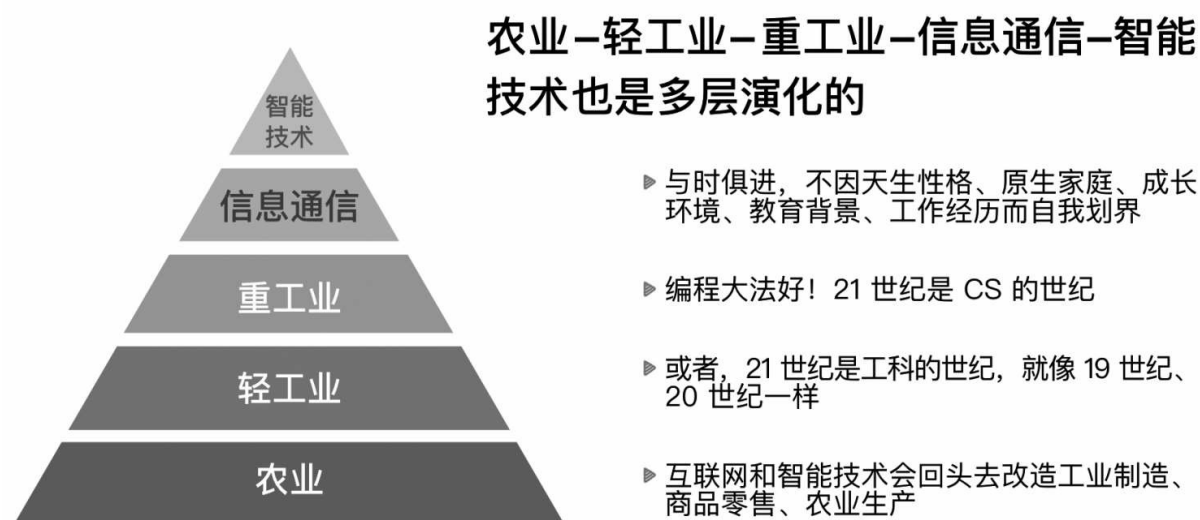 农业–轻工业–重工业–信息通信–智能
技术也是多层演化的
智能
技术
信息通信
重工业
轻工业
农业
与时俱进，不因天生性格、原生家庭、成长
环境、教育背景、工作经历而自我划界
编程大法好！21 世纪是 CS 的世纪
或者，21 世纪是工科的世纪，就像 19 世纪、
20 世纪一样
互联网和智能技术会回头去改造工业制造、
商品零售、农业生产